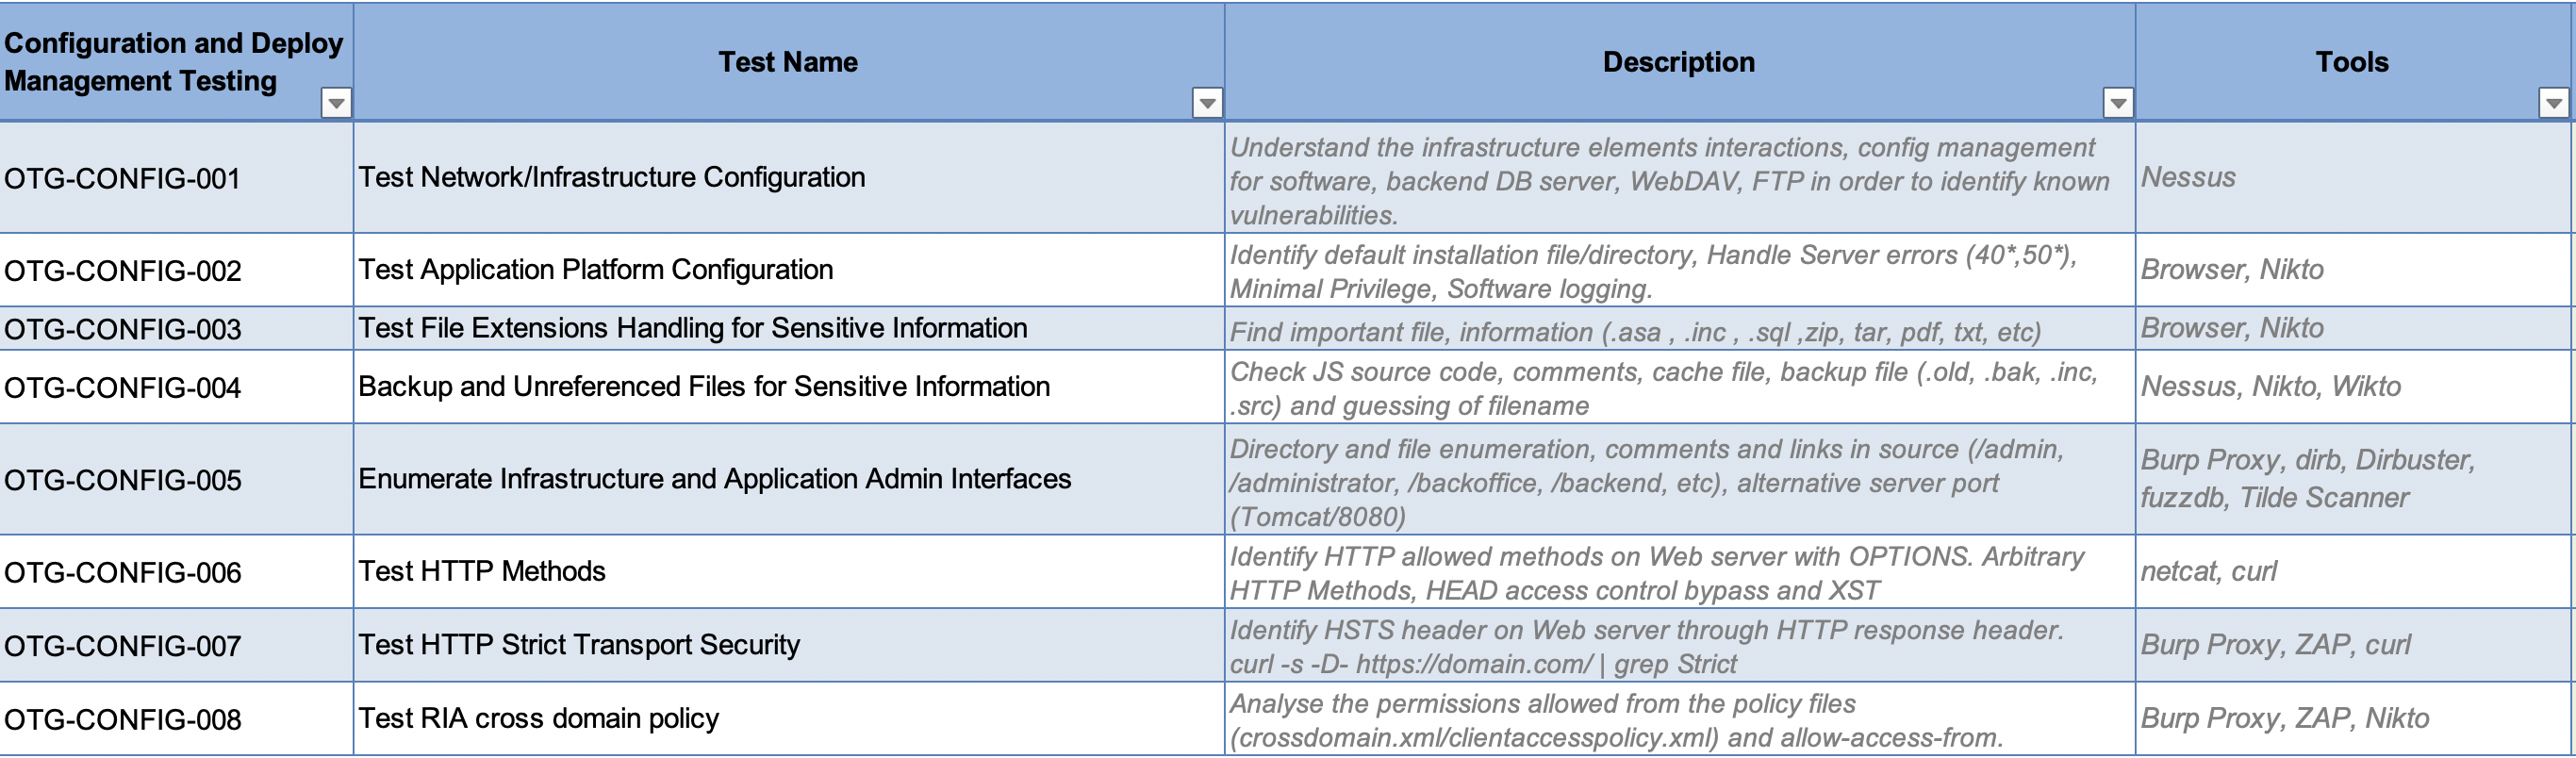 Configuration and Deploy
Management Testing
Test Name
Description
Tools
OTG-CONFIG-001
Test Network/Infrastructure Configuration
Understand the infrastructure elements interactions, config management
for software, backend DB server, WebDAV, FTP in order to identify known
vulnerabilities.
Nessus
OTG-CONFIG-002
Test Application Platform Configuration
Identify default installation file/directory, Handle Server errors (40*,50*),
Minimal Privilege, Software logging.
Browser, Nikto
OTG-CONFIG-003
Test File Extensions Handling for Sensitive Information
Find important file, information (.asa , .inc , .sql ,zip, tar, pdf, txt, etc)
Browser, Nikto
OTG-CONFIG-004
Backup and Unreferenced Files for Sensitive Information
Check JS source code, comments, cache file, backup file (.old, .bak, .inc,
.src) and guessing of filename
Nessus, Nikto, Wikto
OTG-CONFIG-005
Enumerate Infrastructure and Application Admin Interfaces
Directory and file enumeration, comments and links in source (/admin,
/administrator, /backoffice, /backend, etc), alternative server port
(Tomcat/8080)
Burp Proxy, dirb, Dirbuster,
fuzzdb, Tilde Scanner
OTG-CONFIG-006
Test HTTP Methods
Identify HTTP allowed methods on Web server with OPTIONS. Arbitrary
HTTP Methods, HEAD access control bypass and XST
netcat, curl
OTG-CONFIG-007
Test HTTP Strict Transport Security
Identify HSTS header on Web server through HTTP response header.
curl -s -D- https://domain.com/ | grep Strict
Burp Proxy, ZAP, curl
OTG-CONFIG-008
Test RIA cross domain policy
Analyse the permissions allowed from the policy files
(crossdomain.xml/clientaccesspolicy.xml) and allow-access-from.
Burp Proxy, ZAP, Nikto